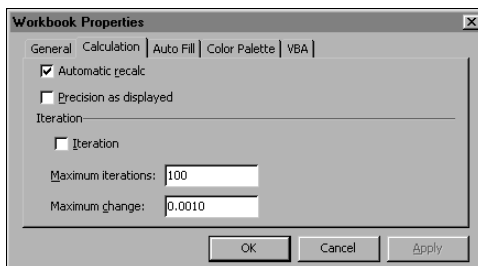 Workbook Properties
General Calculation Auto Fill Color Palette VBA
Automatic recalc
Precision as displayed
Iteration
Iteration
Maximum iterations: 100
Maximum change: 0.0010
OK Cancel Apply